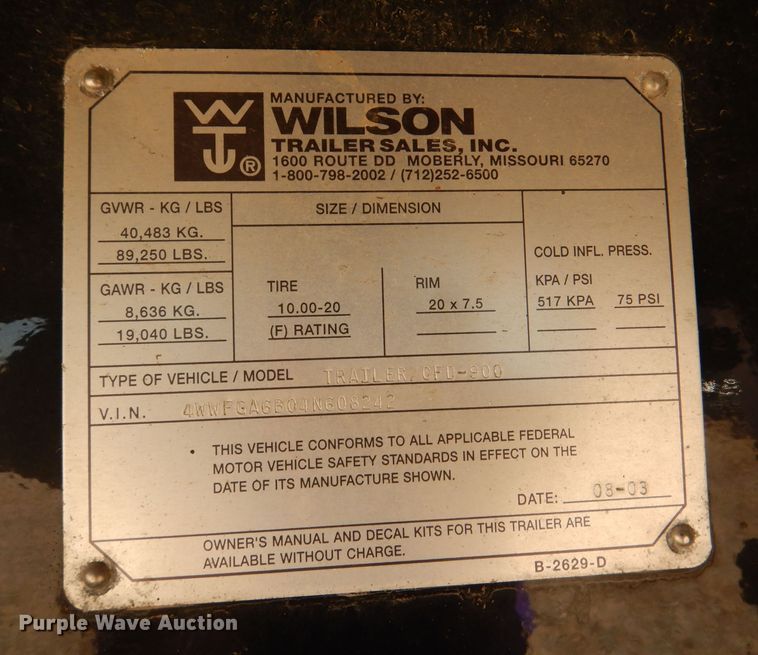 WT ®
MANUFACTURED BY:
WILSON
TRAILER SALES, INC.
1600 ROUTE DD MOBERLY, MISSOURI 65270
1-800-798-2002 / (712)252-6500
GVWR - KG / LBS
40,483 KG.
89,250 LBS.
GAWR - KG / LBS
8,636 KG.
19,040 LBS.
SIZE / DIMENSION
TIRE
10.00-20
(F) RATING
RIM
20 x 7.5
COLD INFL. PRESS.
KPA / PSI
517 KPA 75 PSI
TYPE OF VEHICLE / MODEL TRAILER/CFD-900
V.I.N. 4WWFGA6B04N608242
• THIS VEHICLE CONFORMS TO ALL APPLICABLE FEDERAL
MOTOR VEHICLE SAFETY STANDARDS IN EFFECT ON THE
DATE OF ITS MANUFACTURE SHOWN.
DATE: 08-03
OWNER'S MANUAL AND DECAL KITS FOR THIS TRAILER ARE
AVAILABLE WITHOUT CHARGE.
B-2629-D
Purple Wave Auction